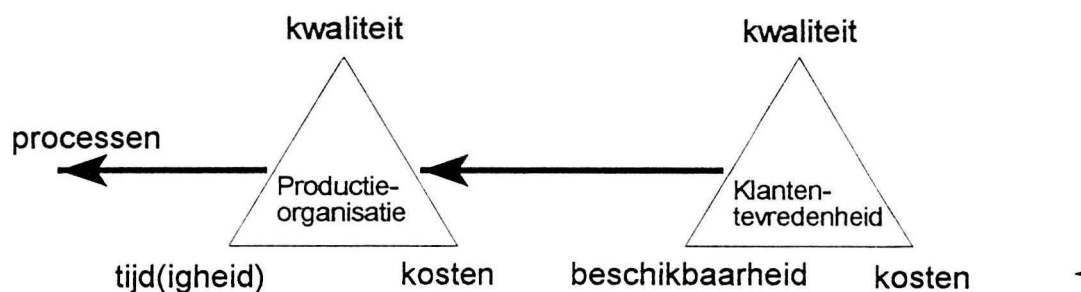 kwaliteit kwaliteit
processen
Productie-
organisatie
Klanten-
tevredenheid
tijd(igheid) kosten beschikbaarheid kosten